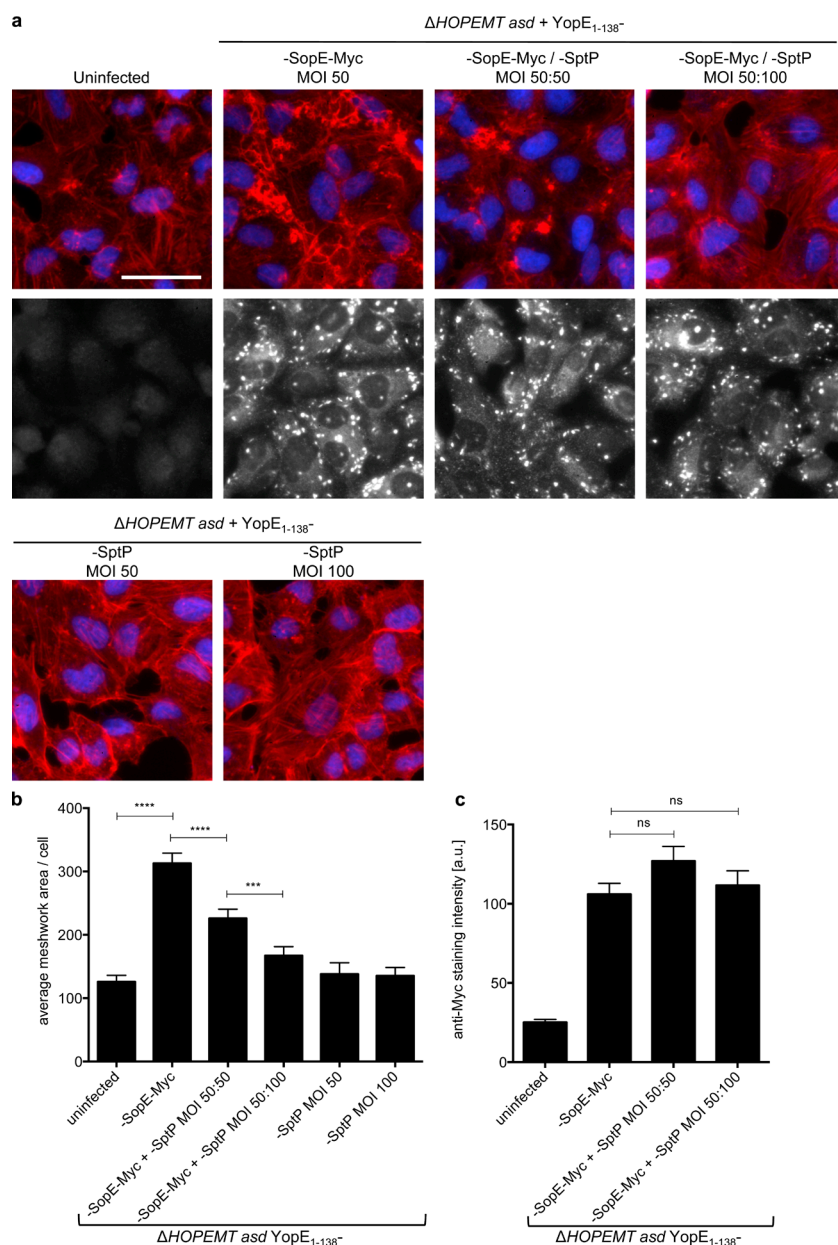 a
ΔHOPEMT asd + YopE1-138-
Uninfected
-SopE-Myc
MOI 50
-SopE-Myc / -SptP
MOI 50:50
-SopE-Myc / -SptP
MOI 50:100
ΔHOPEMT asd + YopE1-138-
-SptP
MOI 50
-SptP
MOI 100
b
400
300
200
100
0
average meshwork area / cell
****
****
***
uninfected
-SopE-Myc
-SopE-Myc + -SptP MOI 50:50
-SopE-Myc + -SptP MOI 50:100
-SptP MOI 50
-SptP MOI 100
ΔHOPEMT asd YopE1-138-
c
150
100
50
0
anti-Myc staining intensity [a.u.]
ns
ns
uninfected
-SopE-Myc
-SopE-Myc + -SptP MOI 50:50
-SopE-Myc + -SptP MOI 50:100
ΔHOPEMT asd YopE1-138-